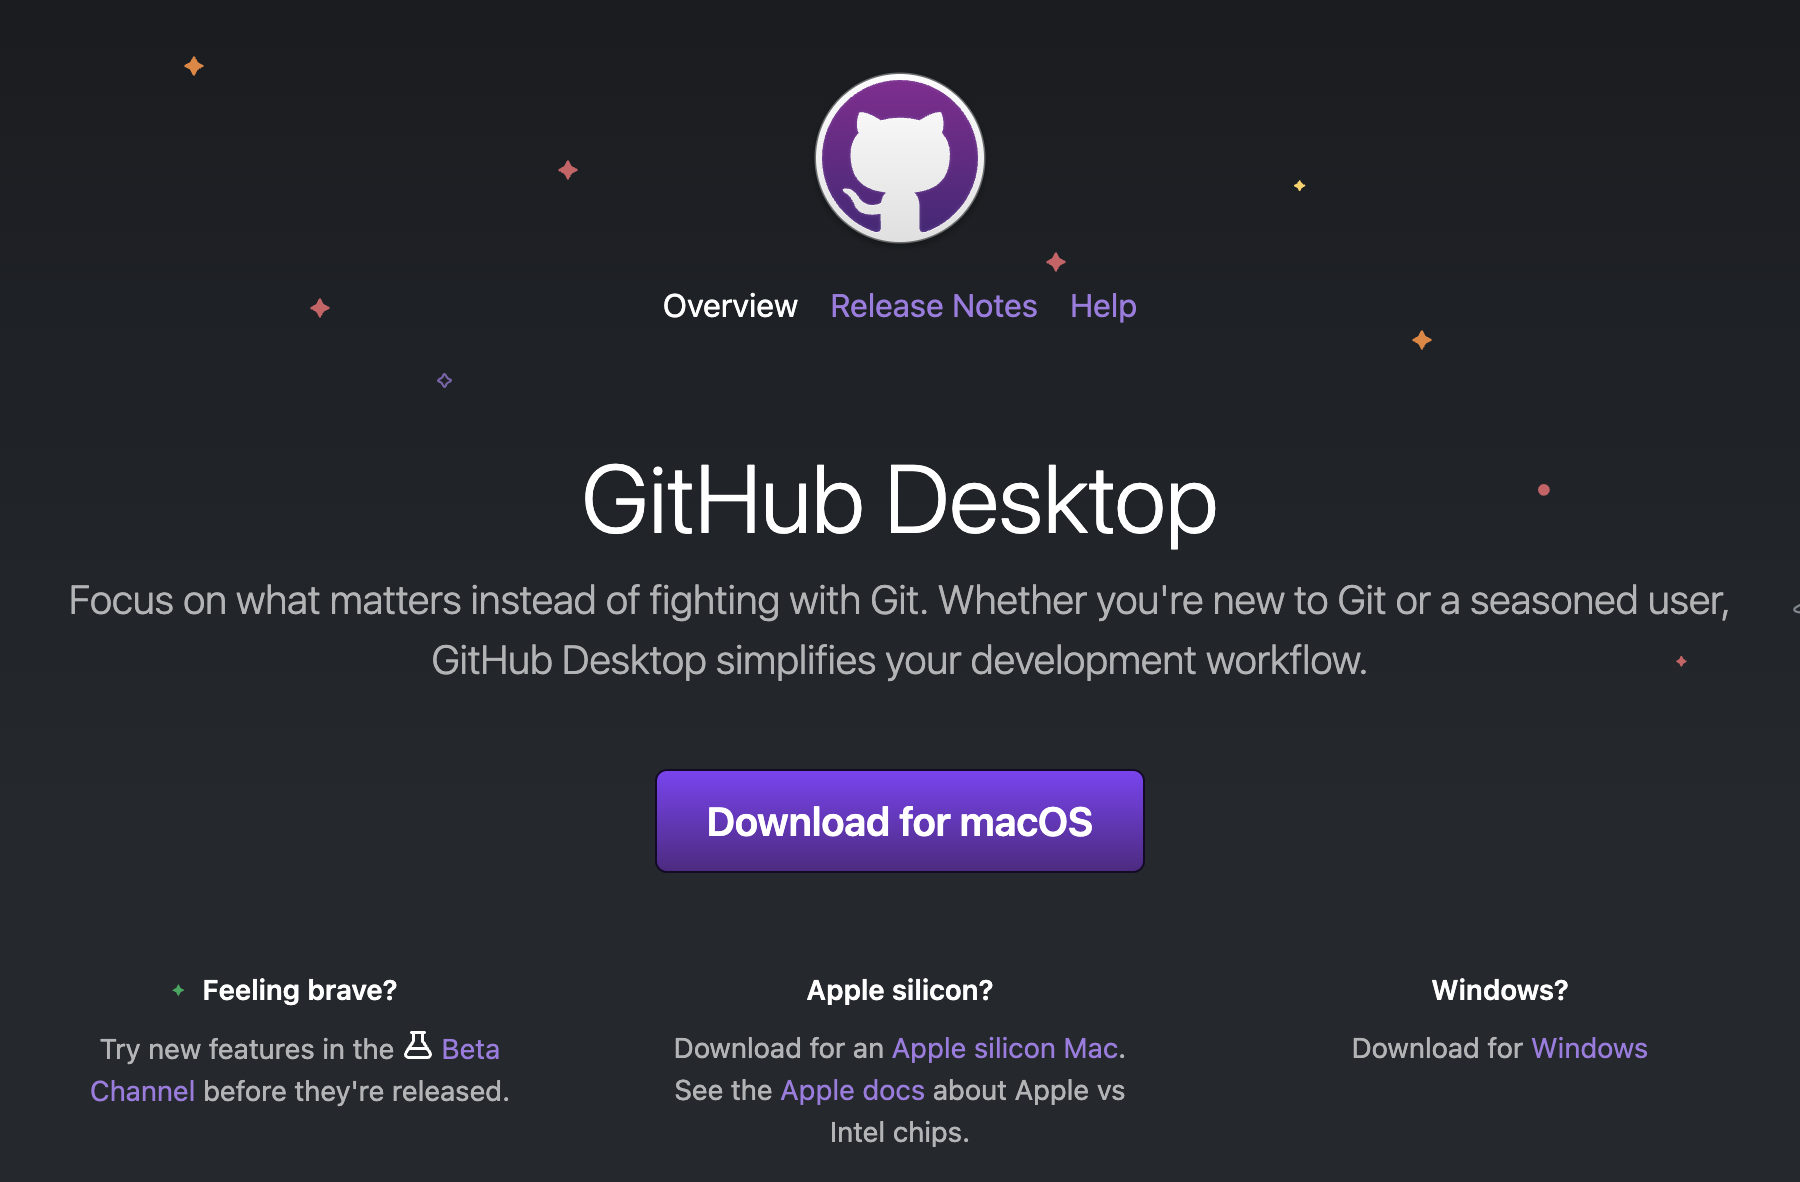 Overview Release Notes Help
GitHub Desktop
Focus on what matters instead of fighting with Git. Whether you're new to Git or a seasoned user,
GitHub Desktop simplifies your development workflow.
Download for macOS
Feeling brave?
Try new features in the Beta
Channel before they're released.
Apple silicon?
Download for an Apple silicon Mac.
See the Apple docs about Apple vs
Intel chips.
Windows?
Download for Windows